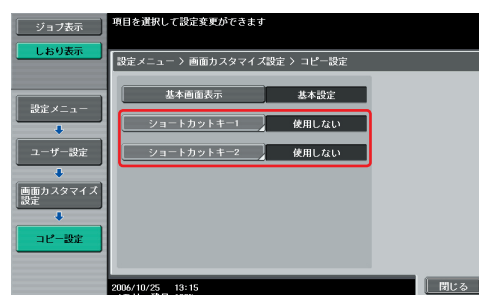 ジョブ表示
項目を選択して設定変更ができます
しおり表示
設定メニュー > 画面カスタマイズ設定 > コピー設定
基本画面表示 基本設定
設定メニュー
ショートカットキー1 使用しない
ユーザー設定
ショートカットキー2 使用しない
画面カスタマイズ
設定
コピー設定
2006/10/25 13:15
閉じる